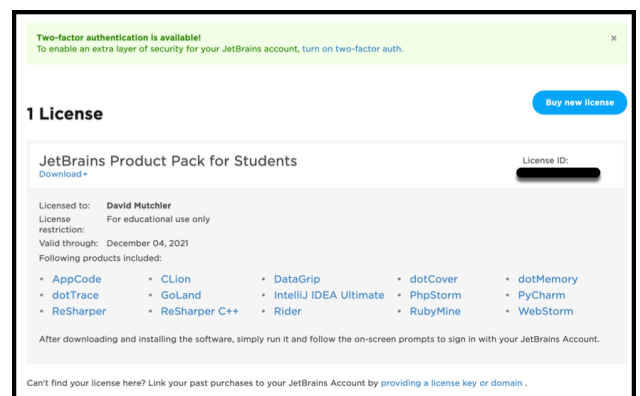 Two-factor authentication is available!
×
To enable an extra layer of security for your JetBrains account, turn on two-factor auth.
Buy new license
1 License
JetBrains Product Pack for Students
License ID:
Download
Licensed to: David Mutchler
License restriction: For educational use only
Valid through: December 04, 2021
Following products included:
• AppCode • CLion • DataGrip • dotCover • dotMemory
• dotTrace • GoLand • IntelliJ IDEA Ultimate • PhpStorm • PyCharm
• ReSharper • ReSharper C++ • Rider • RubyMine • WebStorm
After downloading and installing the software, simply run it and follow the on-screen prompts to sign in with your JetBrains Account.
Can't find your license here? Link your past purchases to your JetBrains Account by providing a license key or domain .